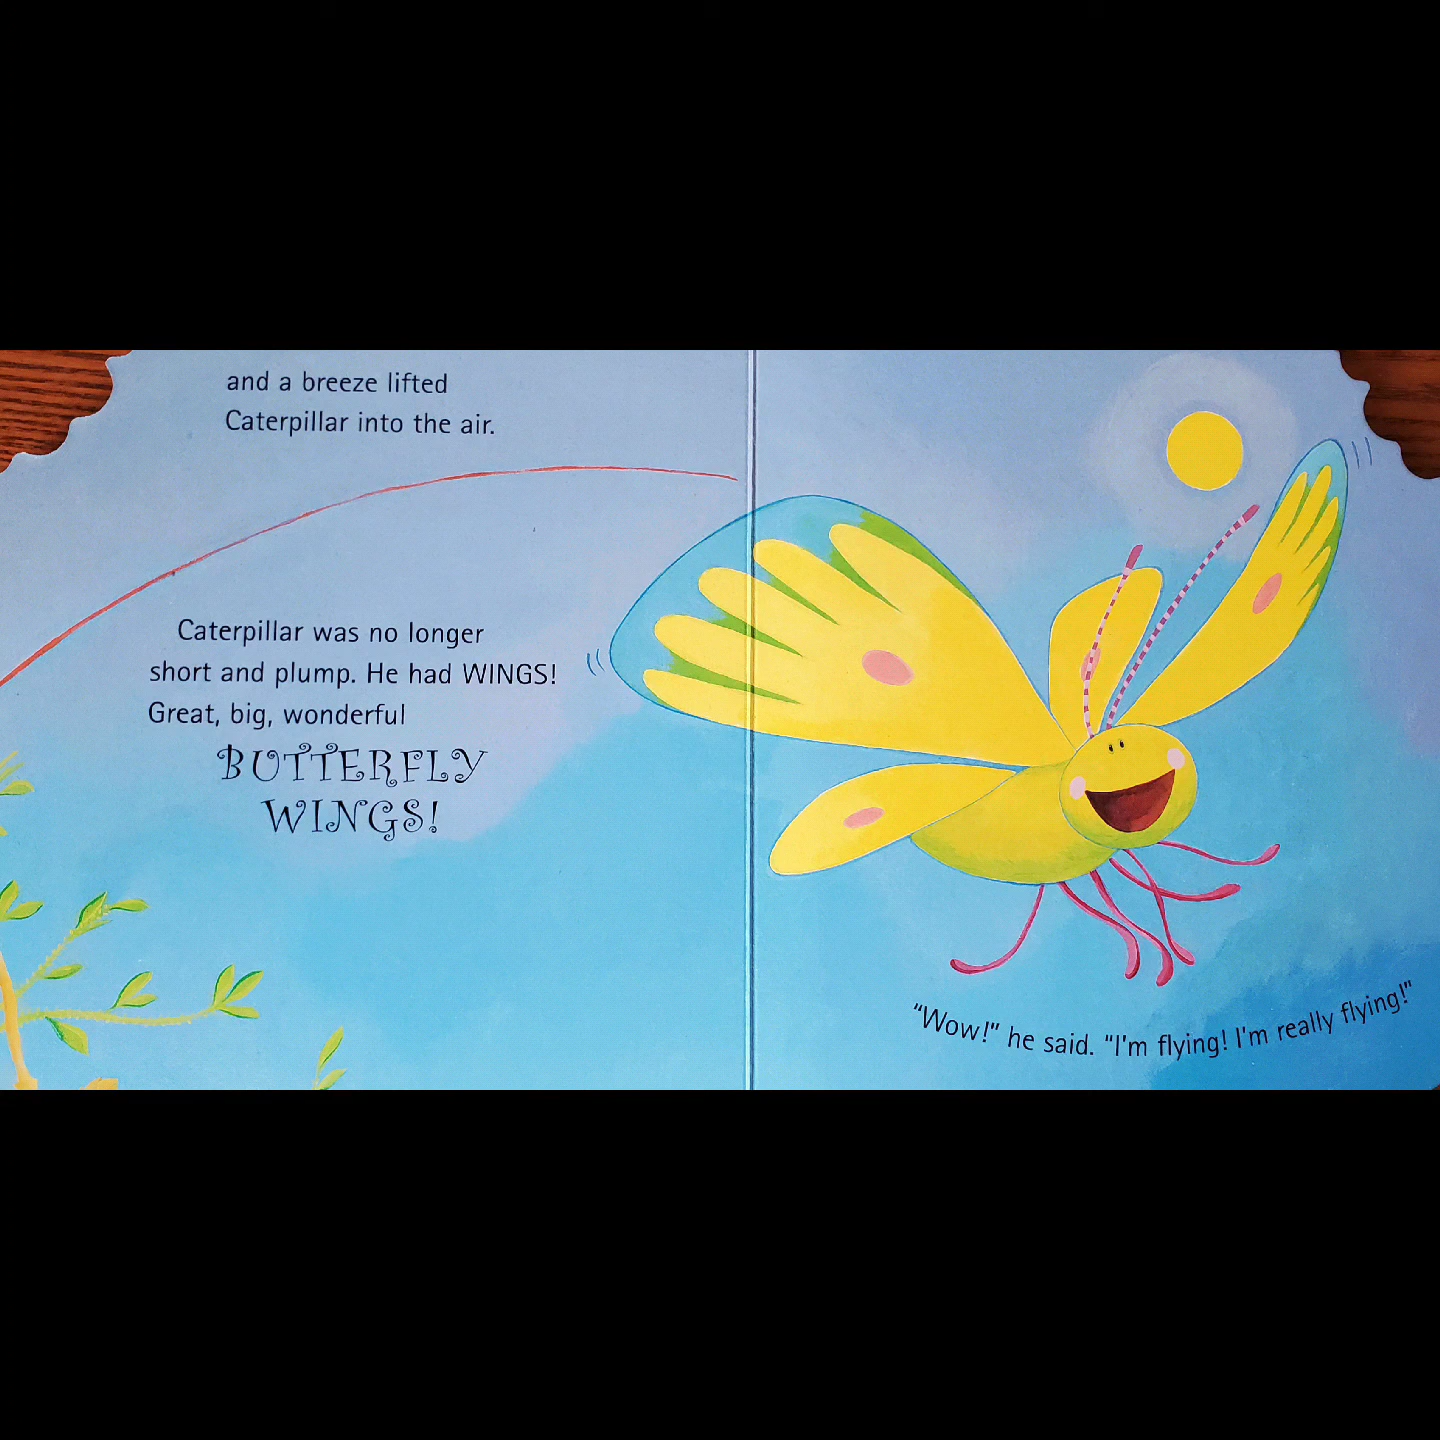 and a breeze lifted
Caterpillar into the air.
Caterpillar was no longer
short and plump. He had WINGS!
Great, big, wonderful
BUTTERFLY
WINGS!
"Wow!" he said. "I'm flying! I'm really flying!"